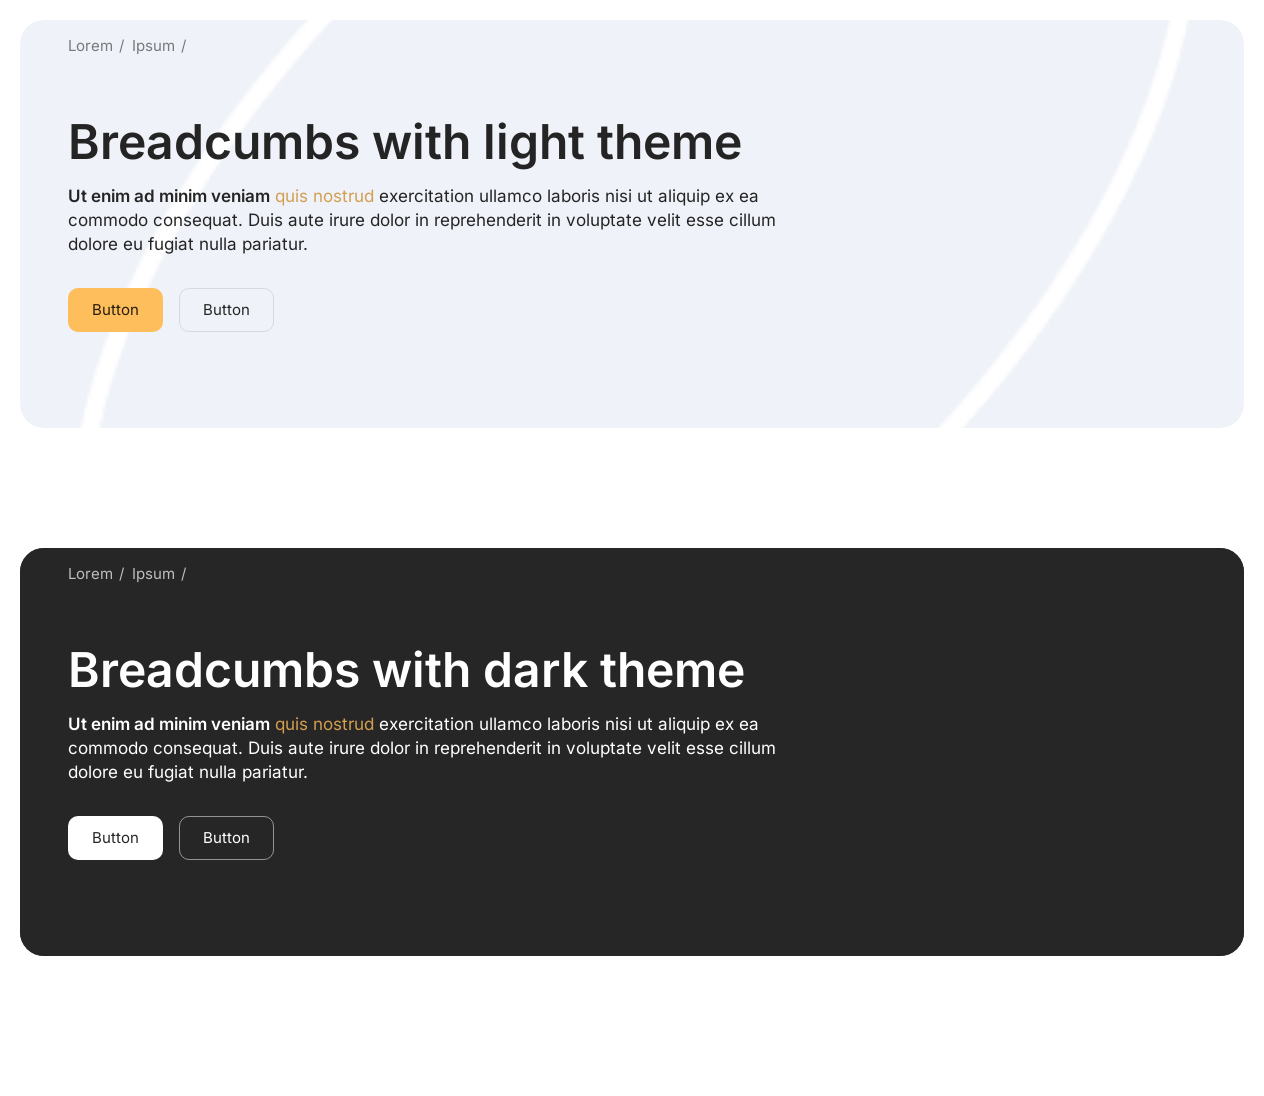 Lorem / Ipsum /
Breadcumbs with light theme
Ut enim ad minim veniam quis nostrud exercitation ullamco laboris nisi ut aliquip ex ea
commodo consequat. Duis aute irure dolor in reprehenderit in voluptate velit esse cillum
dolore eu fugiat nulla pariatur.
Button Button
Lorem / Ipsum /
Breadcumbs with dark theme
Ut enim ad minim veniam quis nostrud exercitation ullamco laboris nisi ut aliquip ex ea
commodo consequat. Duis aute irure dolor in reprehenderit in voluptate velit esse cillum
dolore eu fugiat nulla pariatur.
Button Button